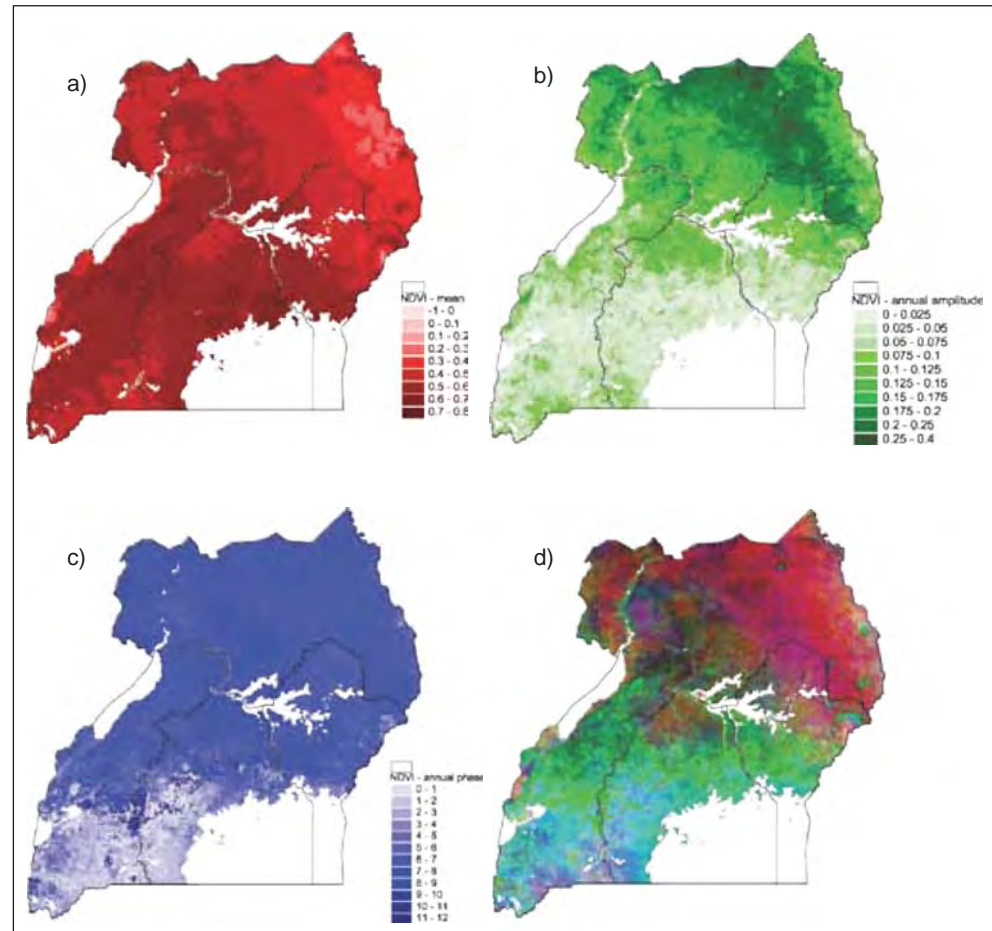 a)
b)
NDVI - mean
-1 - 0
0 - 0.1
0.1 - 0.2
0.2 - 0.3
0.3 - 0.4
0.4 - 0.5
0.5 - 0.6
0.6 - 0.7
0.7 - 0.8
NDVI - annual amplitude
0 - 0.025
0.025 - 0.05
0.05 - 0.075
0.075 - 0.1
0.1 - 0.125
0.125 - 0.15
0.15 - 0.175
0.175 - 0.2
0.2 - 0.25
0.25 - 0.4
c)
d)
NDVI - annual phase
0 - 1
1 - 2
2 - 3
3 - 4
4 - 5
5 - 6
6 - 7
7 - 8
8 - 9
9 - 10
10 - 11
11 - 12